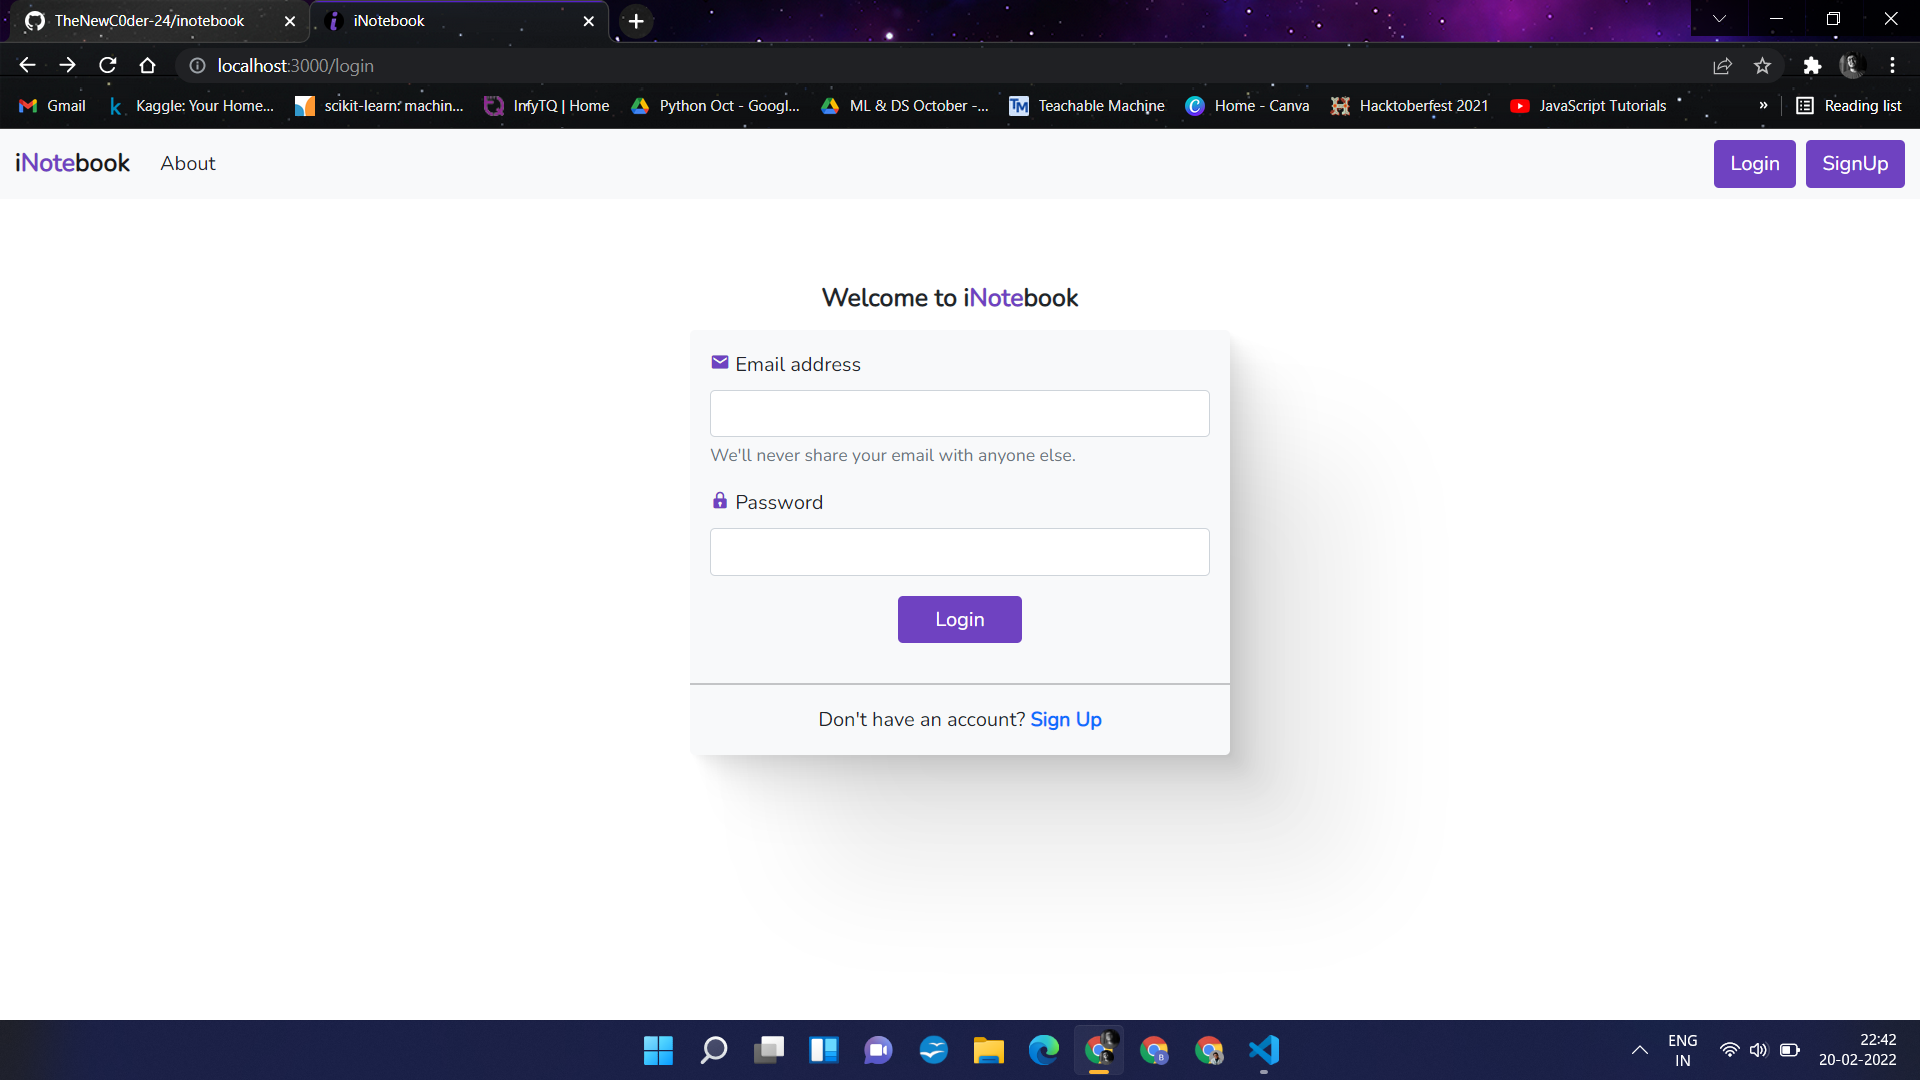 TheNewC0der-24/inotebook
iNotebook
localhost:3000/login
Gmail
Kaggle: Your Home...
scikit-learn: machin...
InfyTQ | Home
Python Oct - Googl...
ML & DS October -...
Teachable Machine
Home - Canva
Hacktoberfest 2021
JavaScript Tutorials
»
Reading list
iNotebook
About
Login
SignUp
Welcome to iNotebook
Email address
We'll never share your email with anyone else.
Password
Login
Don't have an account? Sign Up
ENG
IN
22:42
20-02-2022